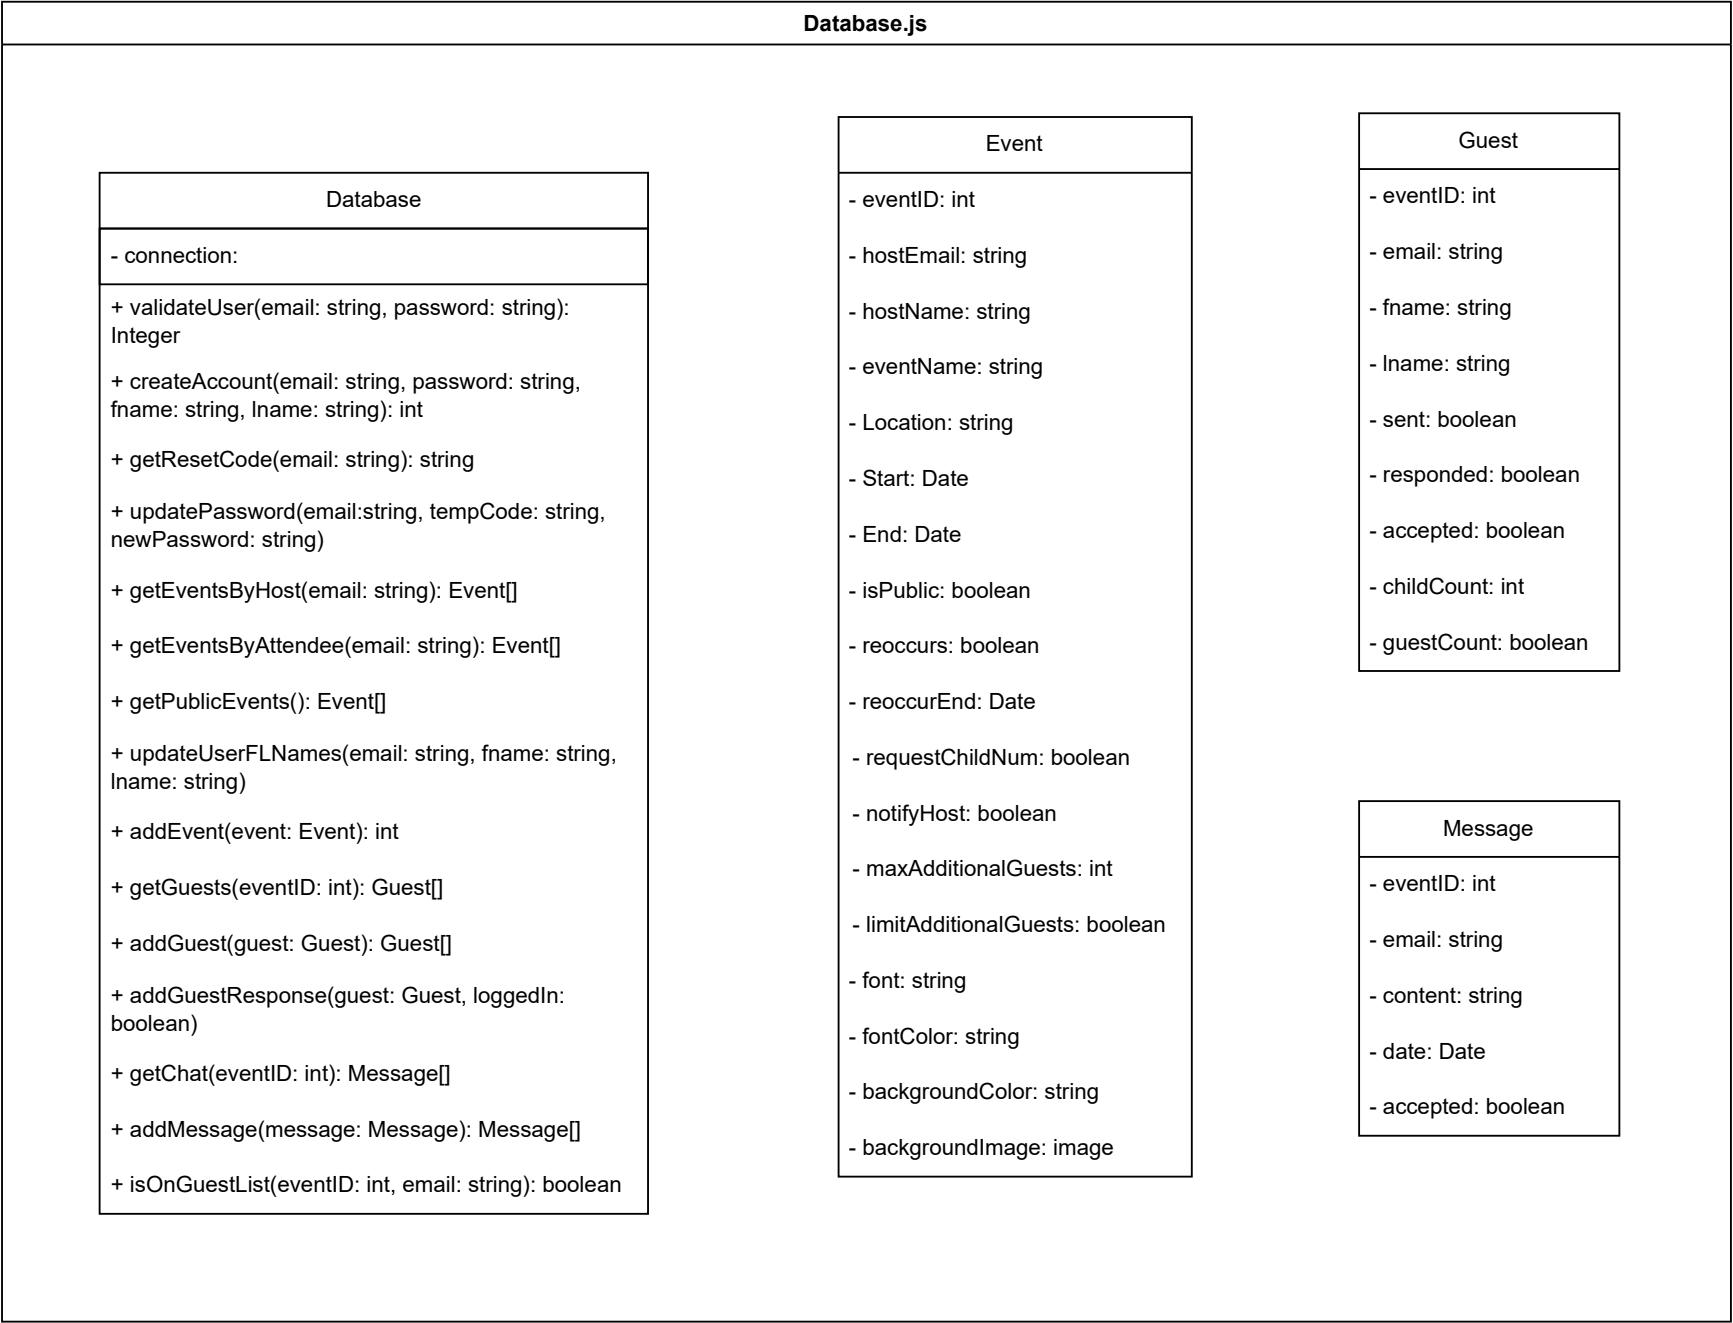 Database.js
Database
- connection:
+ validateUser(email: string, password: string):
Integer
+ createAccount(email: string, password: string,
fname: string, lname: string): int
+ getResetCode(email: string): string
+ updatePassword(email:string, tempCode: string,
newPassword: string)
+ getEventsByHost(email: string): Event[]
+ getEventsByAttendee(email: string): Event[]
+ getPublicEvents(): Event[]
+ updateUserFLNames(email: string, fname: string,
lname: string)
+ addEvent(event: Event): int
+ getGuests(eventID: int): Guest[]
+ addGuest(guest: Guest): Guest[]
+ addGuestResponse(guest: Guest, loggedIn:
boolean)
+ getChat(eventID: int): Message[]
+ addMessage(message: Message): Message[]
+ isOnGuestList(eventID: int, email: string): boolean
Event
- eventID: int
- hostEmail: string
- hostName: string
- eventName: string
- Location: string
- Start: Date
- End: Date
- isPublic: boolean
- reoccurs: boolean
- reoccurEnd: Date
- requestChildNum: boolean
- notifyHost: boolean
- maxAdditionalGuests: int
- limitAdditionalGuests: boolean
- font: string
- fontColor: string
- backgroundColor: string
- backgroundImage: image
Guest
- eventID: int
- email: string
- fname: string
- lname: string
- sent: boolean
- responded: boolean
- accepted: boolean
- childCount: int
- guestCount: boolean
Message
- eventID: int
- email: string
- content: string
- date: Date
- accepted: boolean